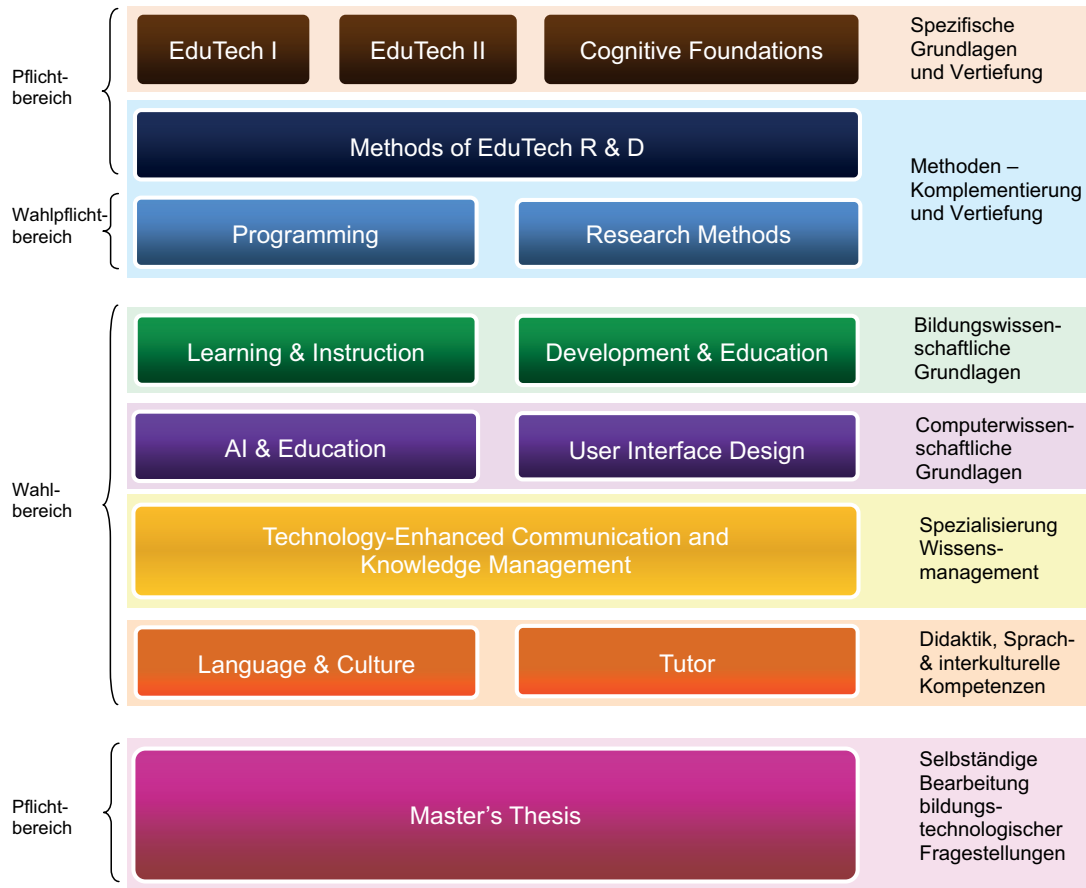 EduTech I
EduTech II
Cognitive Foundations
Spezifische
Grundlagen
und Vertiefung
Pflicht-
bereich
Methods of EduTech R & D
Methoden –
Komplementierung
und Vertiefung
Wahlpflicht-
bereich
Programming
Research Methods
Learning & Instruction
Development & Education
Bildungswissen-
schaftliche
Grundlagen
AI & Education
User Interface Design
Computerwissen-
schaftliche
Grundlagen
Wahl-
bereich
Technology-Enhanced Communication and
Knowledge Management
Spezialisierung
Wissens-
management
Language & Culture
Tutor
Didaktik, Sprach-
& interkulturelle
Kompetenzen
Pflicht-
bereich
Master’s Thesis
Selbständige
Bearbeitung
bildungs-
technologischer
Fragestellungen